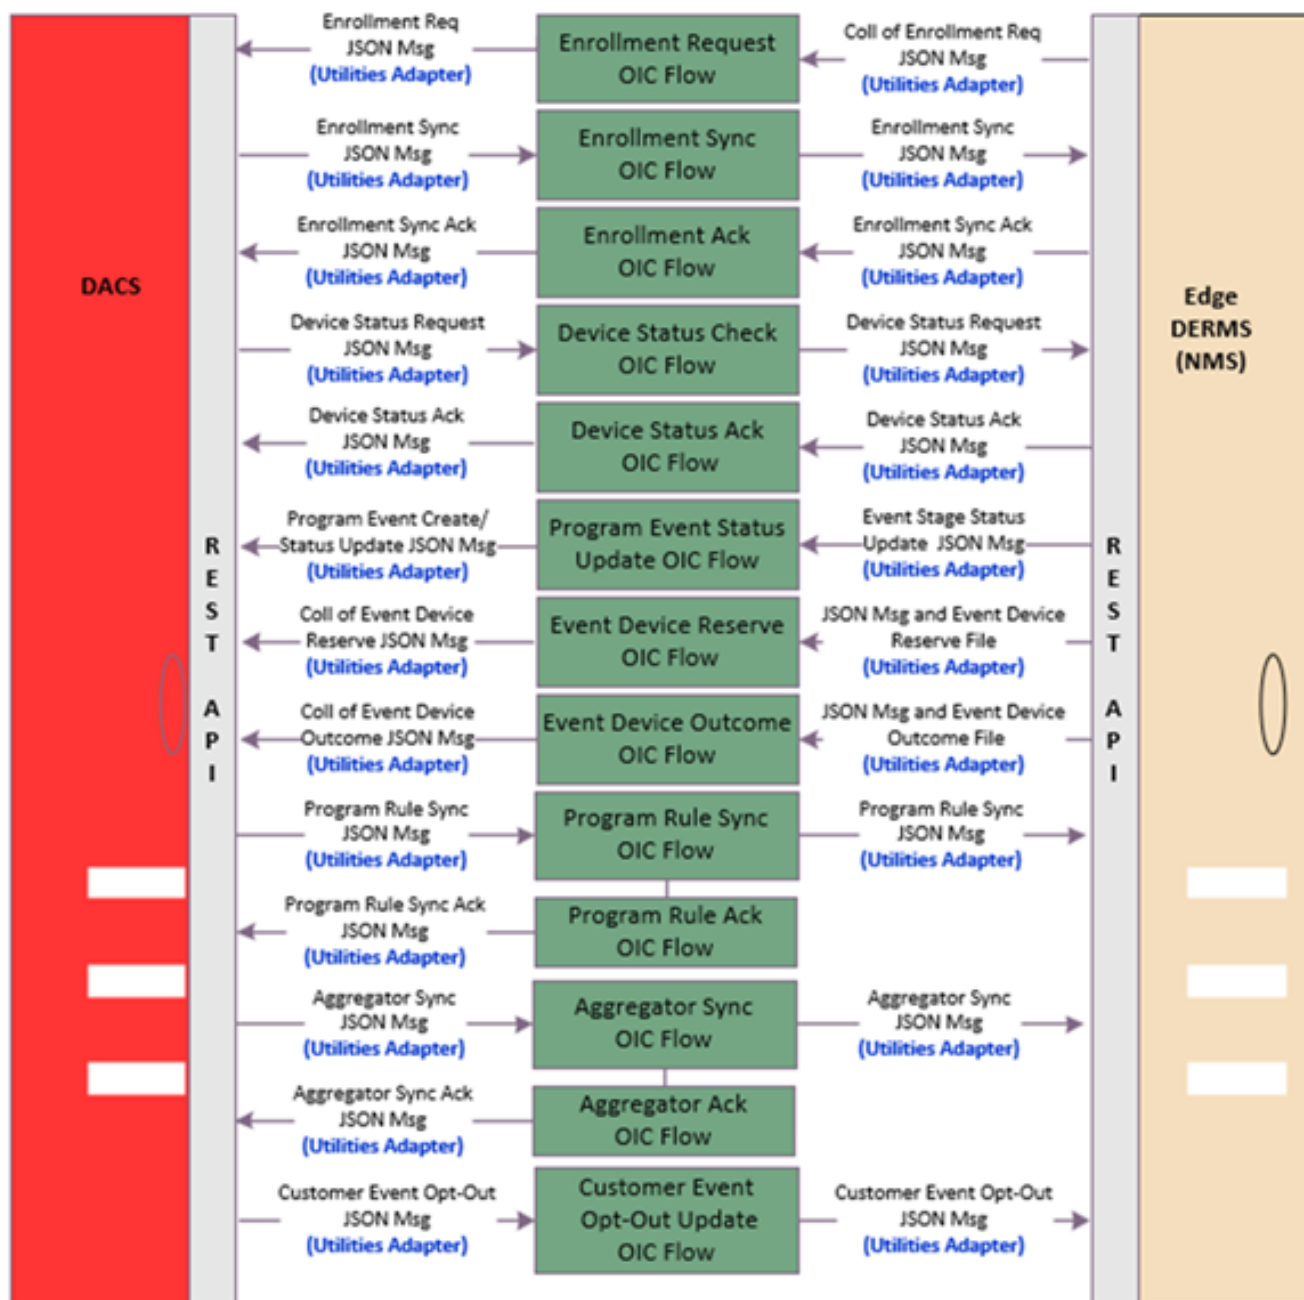 Enrollment Req
JSON Msg
(Utilities Adapter)
Enrollment Request
OIC Flow
Coll of Enrollment Req
JSON Msg
(Utilities Adapter)
Enrollment Sync
JSON Msg
(Utilities Adapter)
Enrollment Sync
OIC Flow
Enrollment Sync
JSON Msg
(Utilities Adapter)
Enrollment Sync Ack
JSON Msg
(Utilities Adapter)
Enrollment Ack
OIC Flow
Enrollment Sync Ack
JSON Msg
(Utilities Adapter)
DACS
Edge
DERMS
(NMS)
Device Status Request
JSON Msg
(Utilities Adapter)
Device Status Check
OIC Flow
Device Status Request
JSON Msg
(Utilities Adapter)
Device Status Ack
JSON Msg
(Utilities Adapter)
Device Status Ack
OIC Flow
Device Status Ack
JSON Msg
(Utilities Adapter)
Program Event Create/
Status Update JSON Msg
(Utilities Adapter)
Program Event Status
Update OIC Flow
Event Stage Status
Update JSON Msg
(Utilities Adapter)
REST API
REST API
Coll of Event Device
Reserve JSON Msg
(Utilities Adapter)
Event Device Reserve
OIC Flow
JSON Msg and Event Device
Reserve File
(Utilities Adapter)
Coll of Event Device
Outcome JSON Msg
(Utilities Adapter)
Event Device Outcome
OIC Flow
JSON Msg and Event Device
Outcome File
(Utilities Adapter)
Program Rule Sync
JSON Msg
(Utilities Adapter)
Program Rule Sync
OIC Flow
Program Rule Sync
JSON Msg
(Utilities Adapter)
Program Rule Sync Ack
JSON Msg
(Utilities Adapter)
Program Rule Ack
OIC Flow
Aggregator Sync
JSON Msg
(Utilities Adapter)
Aggregator Sync
OIC Flow
Aggregator Sync
JSON Msg
(Utilities Adapter)
Aggregator Sync Ack
JSON Msg
(Utilities Adapter)
Aggregator Ack
OIC Flow
Customer Event Opt-Out
JSON Msg
(Utilities Adapter)
Customer Event
Opt-Out Update
OIC Flow
Customer Event Opt-Out
JSON Msg
(Utilities Adapter)